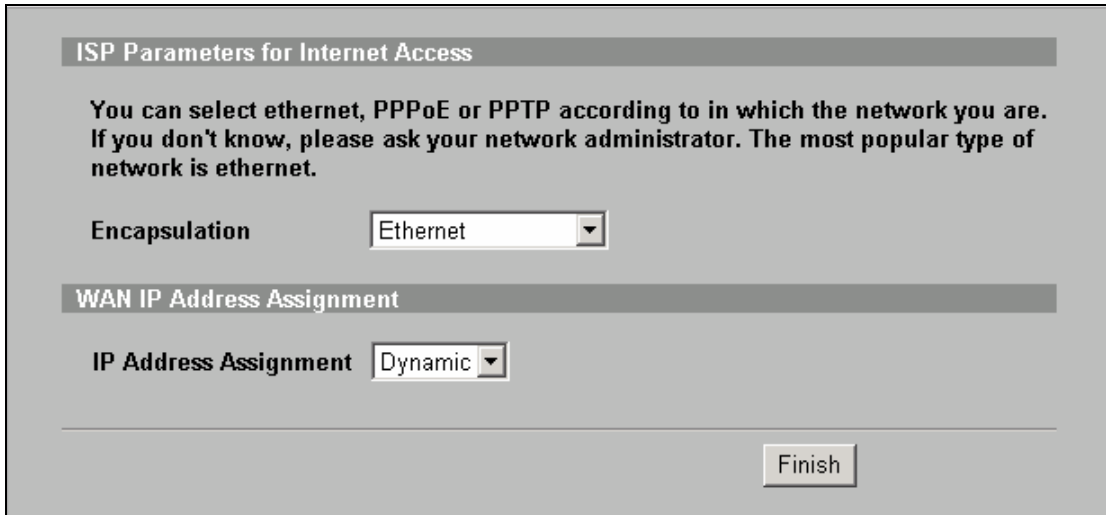 ISP Parameters for Internet Access
You can select ethernet, PPPoE or PPTP according to in which the network you are.
If you don't know, please ask your network administrator. The most popular type of
network is ethernet.
Encapsulation Ethernet
WAN IP Address Assignment
IP Address Assignment Dynamic
Finish